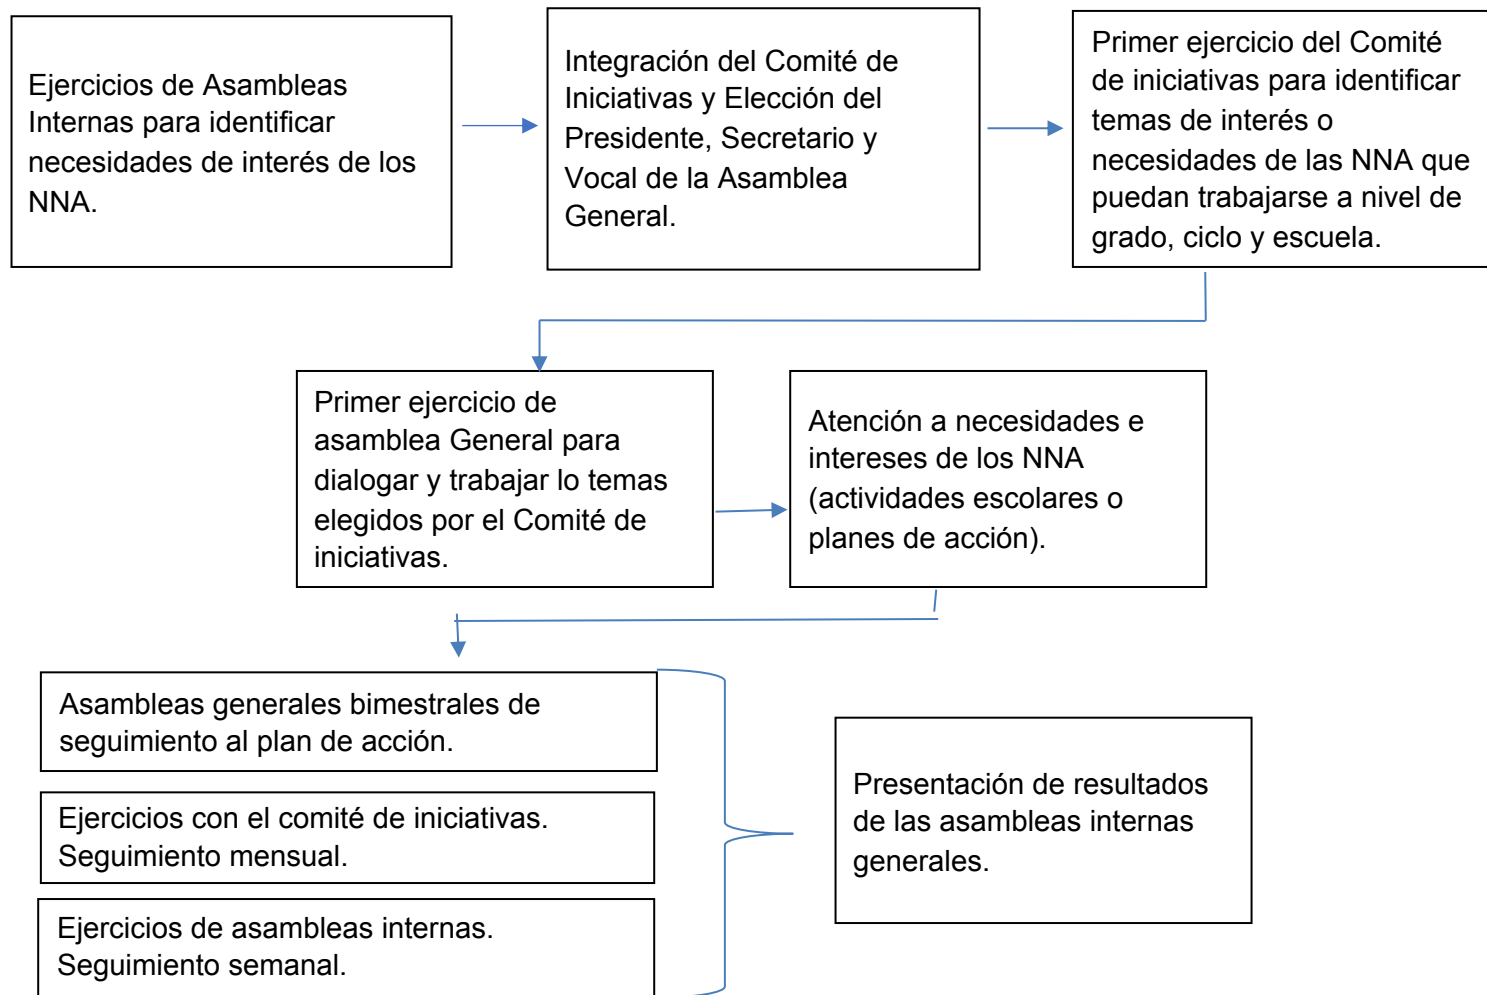 Ejercicios de Asambleas
Internas para identificar
necesidades de interés de los
NNA.
Integración del Comité de
Iniciativas y Elección del
Presidente, Secretario y
Vocal de la Asamblea
General.
Primer ejercicio del Comité
de iniciativas para identificar
temas de interés o
necesidades de las NNA que
puedan trabajarse a nivel de
grado, ciclo y escuela.
Primer ejercicio de
asamblea General para
dialogar y trabajar lo temas
elegidos por el Comité de
iniciativas.
Atención a necesidades e
intereses de los NNA
(actividades escolares o
planes de acción).
Asambleas generales bimestrales de
seguimiento al plan de acción.
Ejercicios con el comité de iniciativas.
Seguimiento mensual.
Ejercicios de asambleas internas.
Seguimiento semanal.
Presentación de resultados
de las asambleas internas
generales.